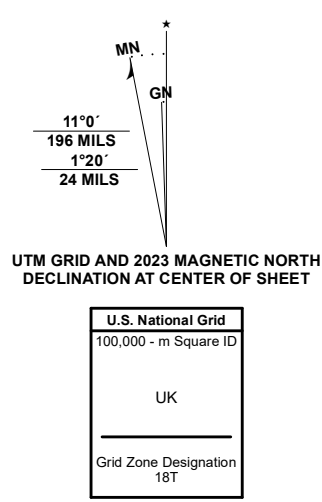 ★
MN
GN
11°0´
196 MILS
1°20´
24 MILS
UTM GRID AND 2023 MAGNETIC NORTH
DECLINATION AT CENTER OF SHEET
U.S. National Grid
100,000 - m Square ID
UK
Grid Zone Designation
18T